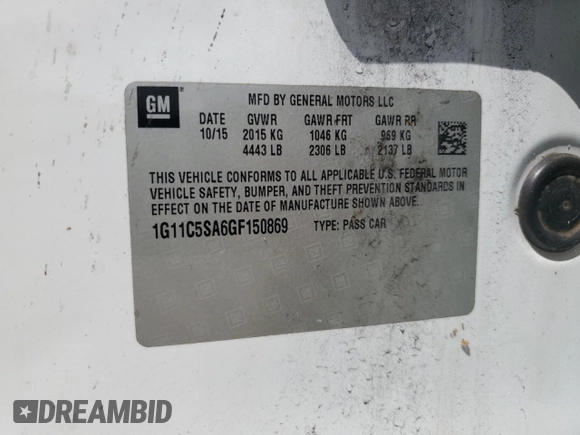 GM
MFD BY GENERAL MOTORS LLC
DATE GVWR GAWR FRT GAWR RR
10/15 2015 KG 1046 KG 969 KG
4443 LB 2306 LB 2137 LB
THIS VEHICLE CONFORMS TO ALL APPLICABLE U.S. FEDERAL MOTOR
VEHICLE SAFETY, BUMPER, AND THEFT PREVENTION STANDARDS IN
EFFECT ON THE DATE OF MANUFACTURE SHOWN ABOVE.
1G11C5SA6GF150869 TYPE: PASS CAR
DREAMBID